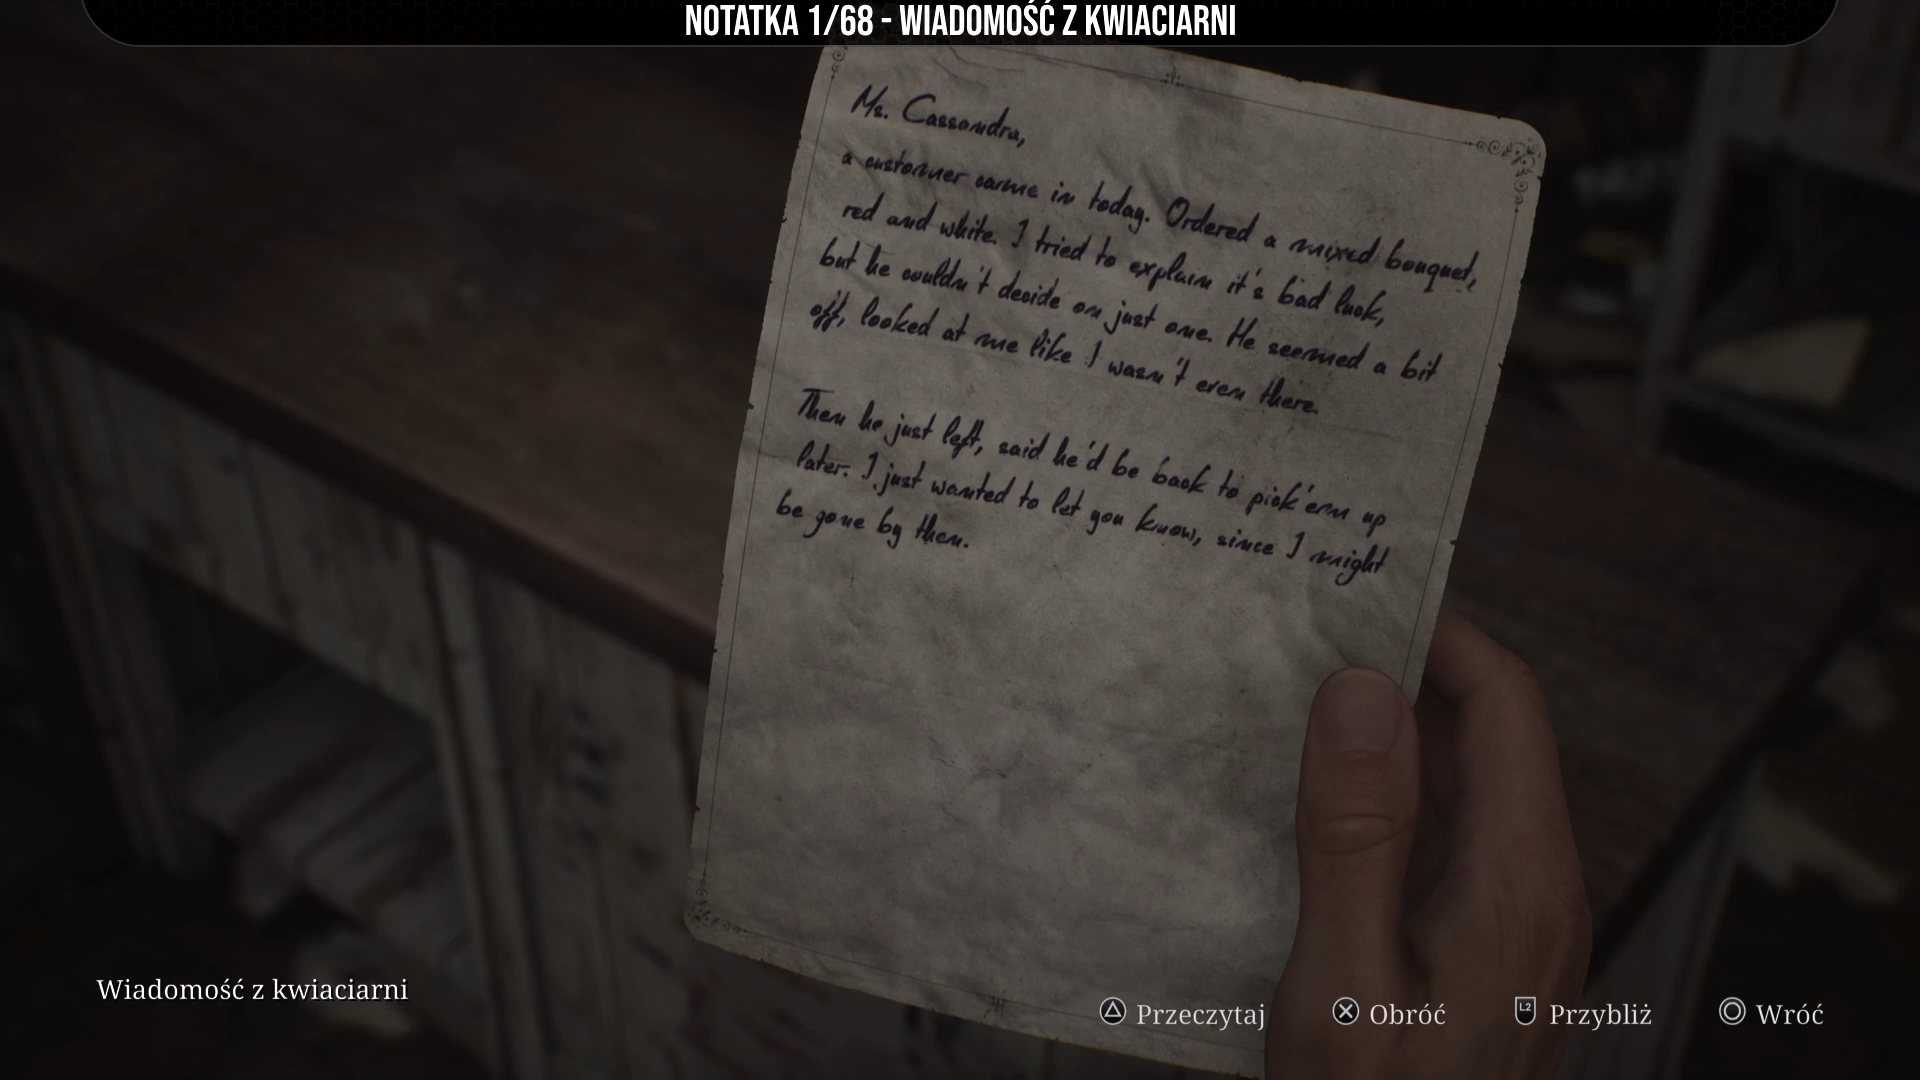 NOTATKA 1/68 - WIADOMOŚĆ Z KWIACIARNI
Ms. Cassandra,
a customer came in today. Ordered a mixed bouquet,
red and white. I tried to explain it's bad luck,
but he couldn't decide on just one. He seemed a bit
off, looked at me like I wasn't even there.
Then he just left, said he'd be back to pick'em up
later. I just wanted to let you know, since I might
be gone by then.
Wiadomość z kwiaciarni
Przeczytaj
Obróć
L2 Przybliż
Wróć